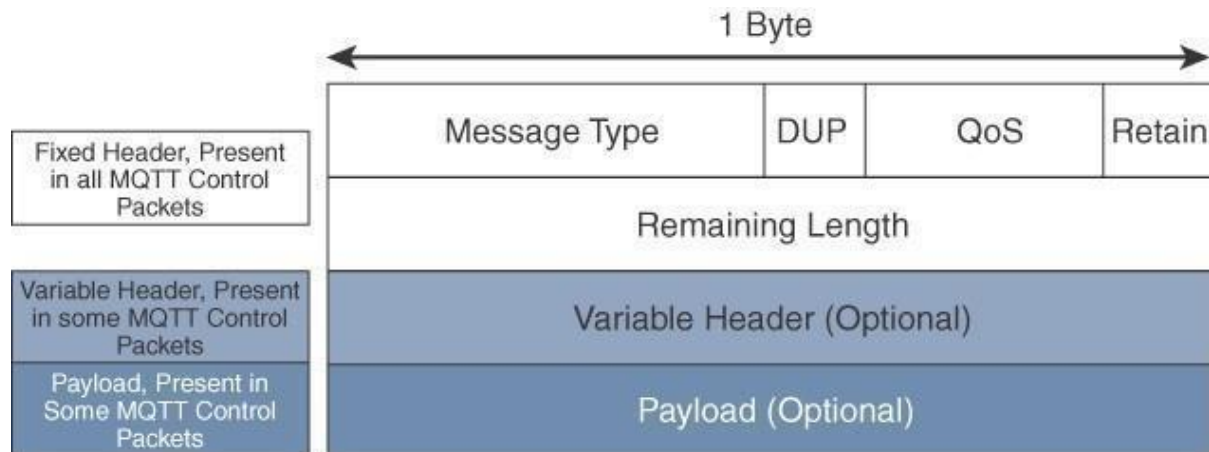 1 Byte
Message Type DUP QoS Retain
Fixed Header, Present
in all MQTT Control
Packets
Remaining Length
Variable Header, Present
in some MQTT Control
Packets
Variable Header (Optional)
Payload, Present in
Some MQTT Control
Packets
Payload (Optional)